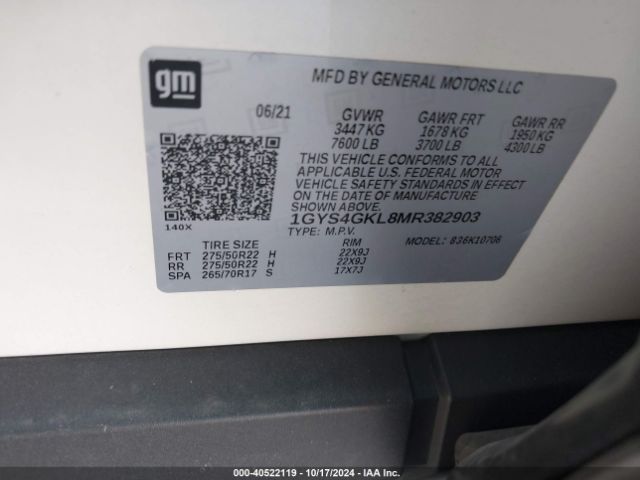 gm
MFD BY GENERAL MOTORS LLC
06/21 GVWR GAWR FRT GAWR RR
3447 KG 1678 KG 1950 KG
7600 LB 3700 LB 4300 LB
THIS VEHICLE CONFORMS TO ALL
APPLICABLE U.S. FEDERAL MOTOR
VEHICLE SAFETY STANDARDS IN EFFECT
ON THE DATE OF MANUFACTURE
SHOWN ABOVE.
1GYS4GKL8MR382903
140X
TYPE: M.P.V. MODEL: 836K10706
TIRE SIZE RIM
FRT 275/50R22 H 22X9J
RR 275/50R22 H 22X9J
SPA 265/70R17 S 17X7J
000-40522119 - 10/17/2024 - IAA Inc.